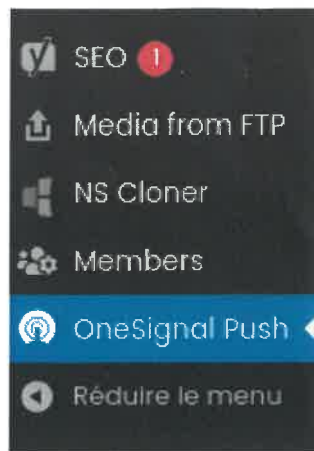 SEO 1
Media from FTP
NS Cloner
Members
OneSignal Push
Réduire le menu